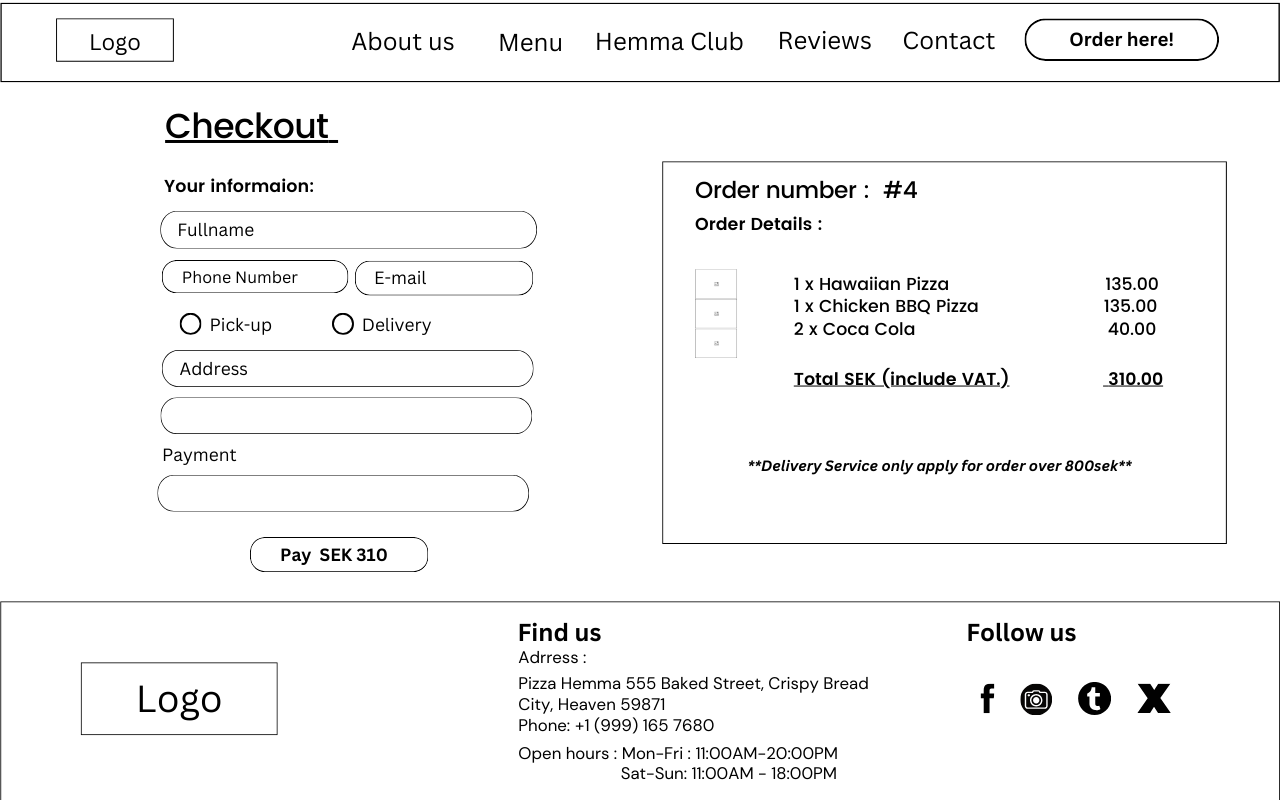 Logo
About us
Menu
Hemma Club
Reviews
Contact
Order here!
Checkout
Your informaion:
Fullname
Phone Number
E-mail
Pick-up
Delivery
Address
Payment
Pay SEK 310
Order number : #4
Order Details :
1 x Hawaiian Pizza 135.00
1 x Chicken BBQ Pizza 135.00
2 x Coca Cola 40.00
Total SEK (include VAT.) 310.00
**Delivery Service only apply for order over 800sek**
Logo
Find us
Adrress :
Pizza Hemma 555 Baked Street, Crispy Bread
City, Heaven 59871
Phone: +1 (999) 165 7680
Open hours : Mon-Fri : 11:00AM-20:00PM
Sat-Sun: 11:00AM - 18:00PM
Follow us